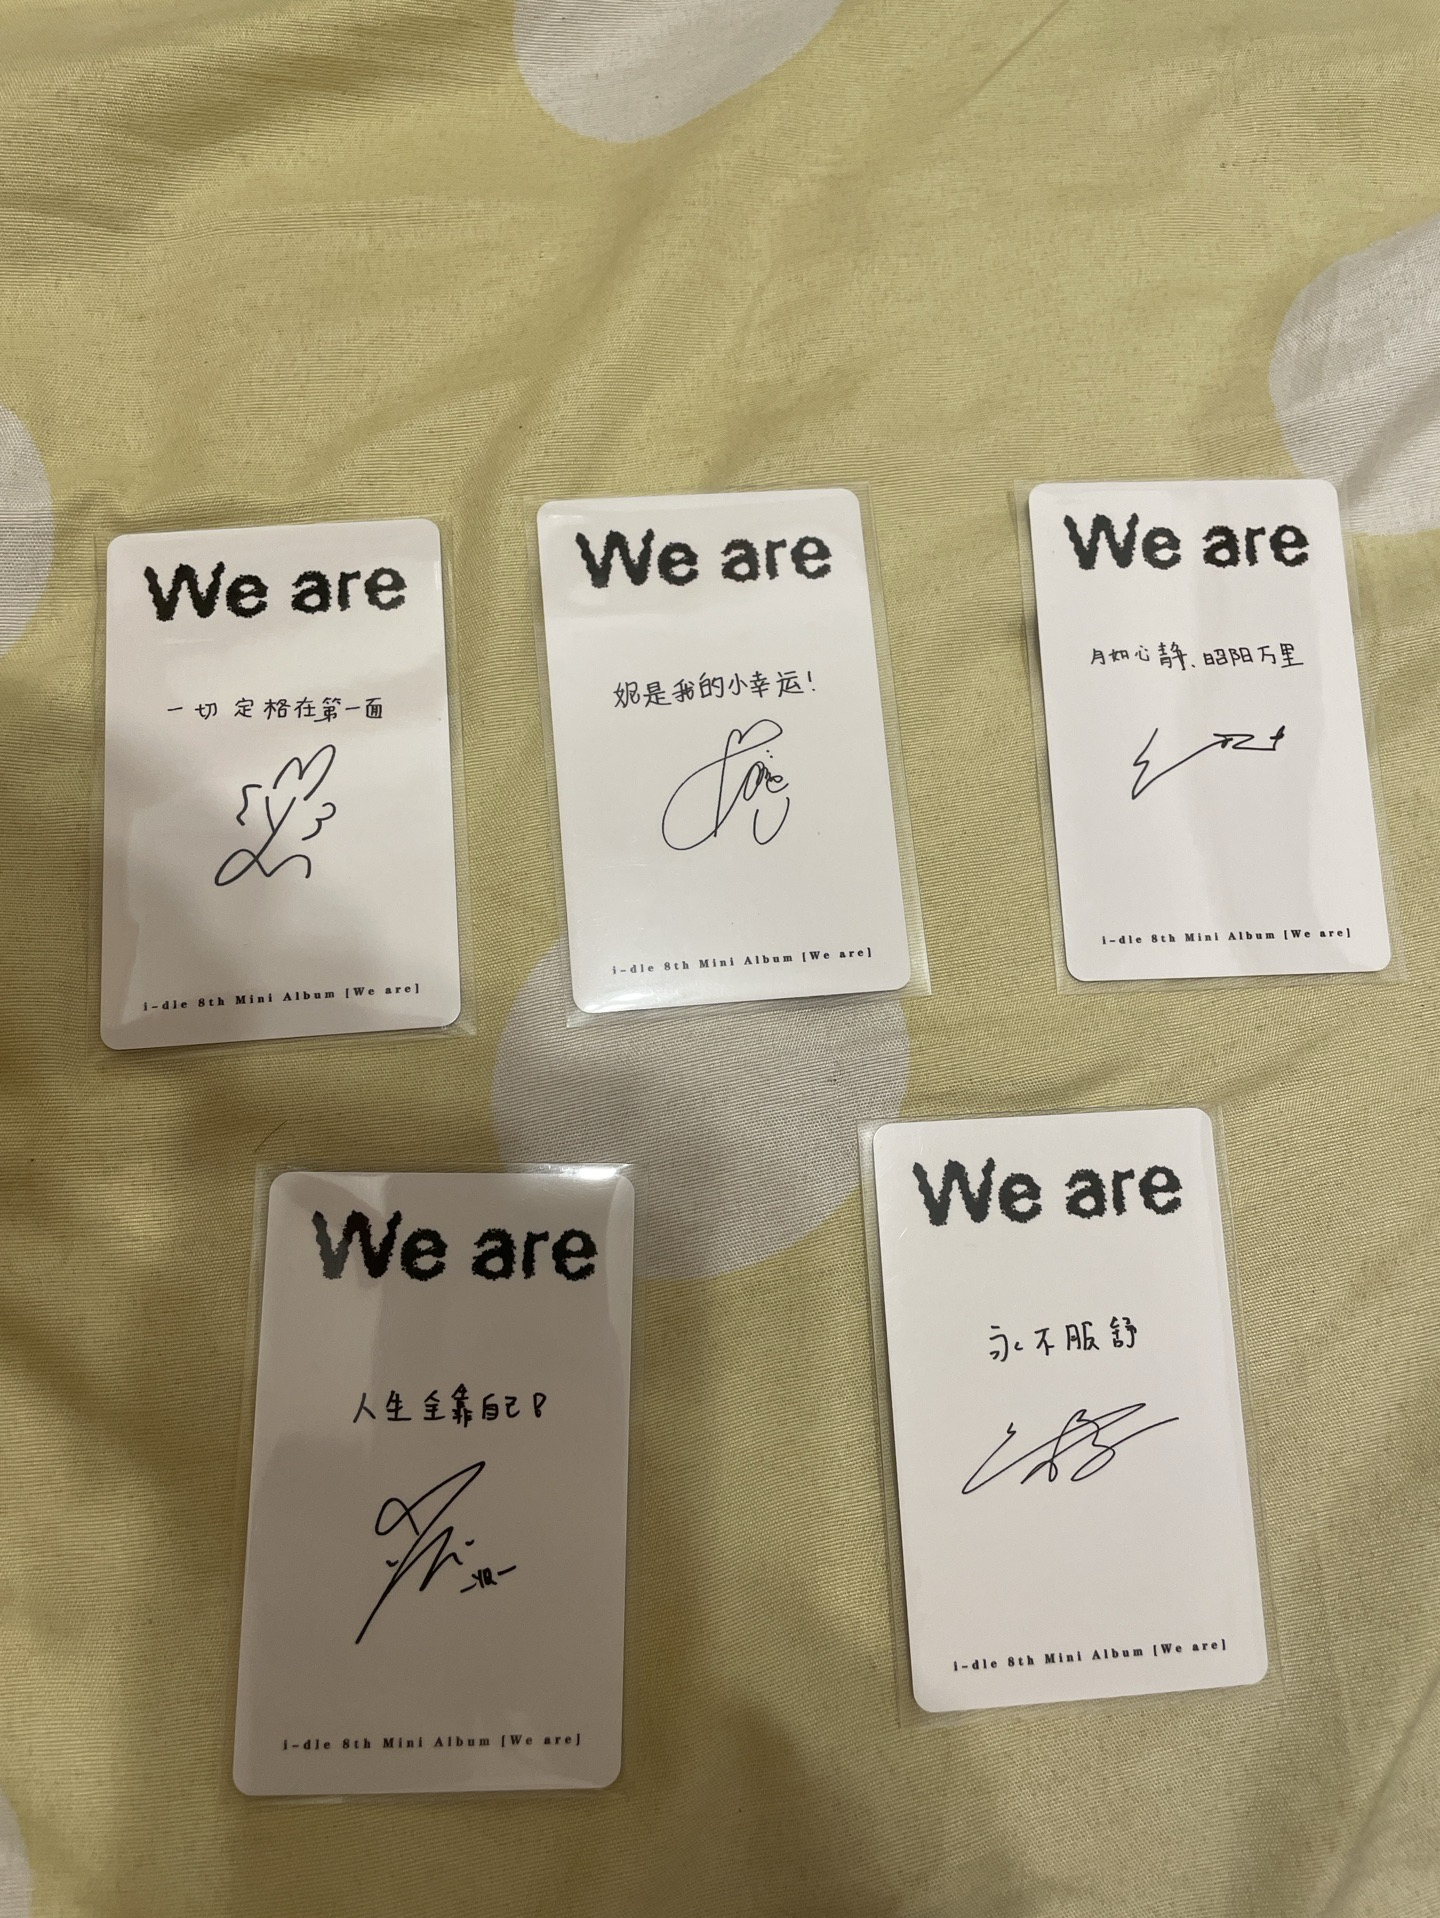 We are
一切定格在第一面
i-dle 8th Mini Album [We are]
We are
妮是我的小幸运!
i-dle 8th Mini Album [We are]
We are
月如心静、昭阳万里
i-dle 8th Mini Album [We are]
We are
人生全靠自己!
-YQ-
i-dle 8th Mini Album [We are]
We are
永不服舒
i-dle 8th Mini Album [We are]